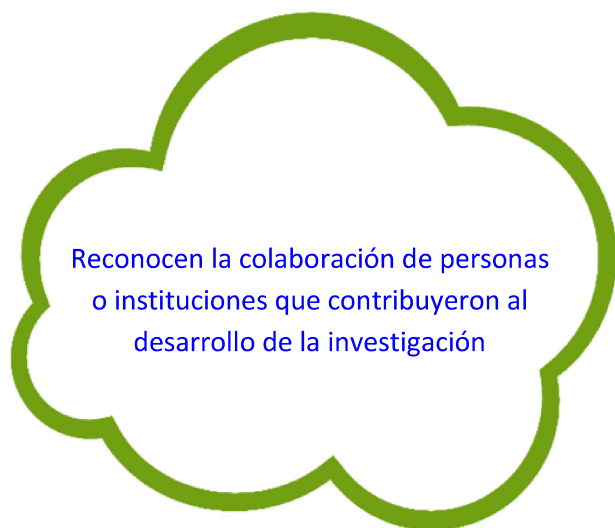 Reconocen la colaboración de personas
o instituciones que contribuyeron al
desarrollo de la investigación